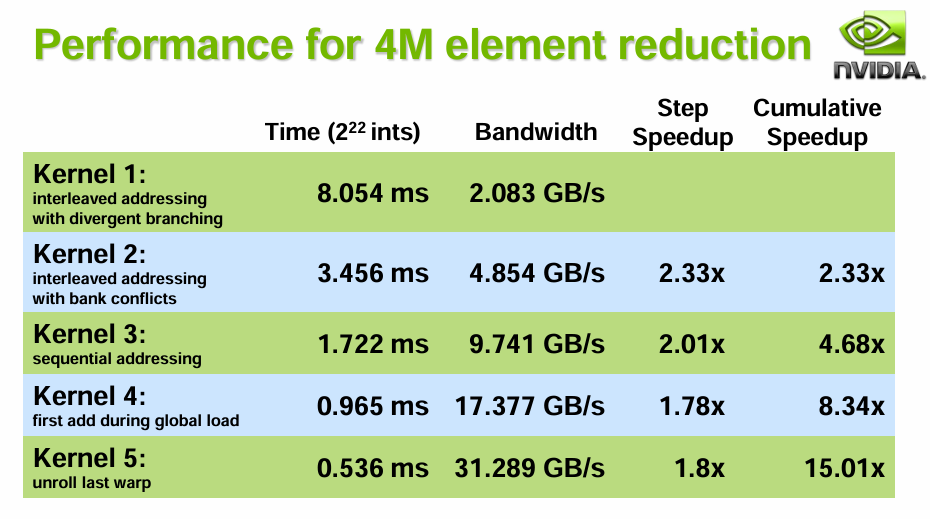 Performance for 4M element reduction
NVIDIA.
Time (2²² ints) Bandwidth Step Speedup Cumulative Speedup
Kernel 1: interleaved addressing with divergent branching 8.054 ms 2.083 GB/s
Kernel 2: interleaved addressing with bank conflicts 3.456 ms 4.854 GB/s 2.33x 2.33x
Kernel 3: sequential addressing 1.722 ms 9.741 GB/s 2.01x 4.68x
Kernel 4: first add during global load 0.965 ms 17.377 GB/s 1.78x 8.34x
Kernel 5: unroll last warp 0.536 ms 31.289 GB/s 1.8x 15.01x